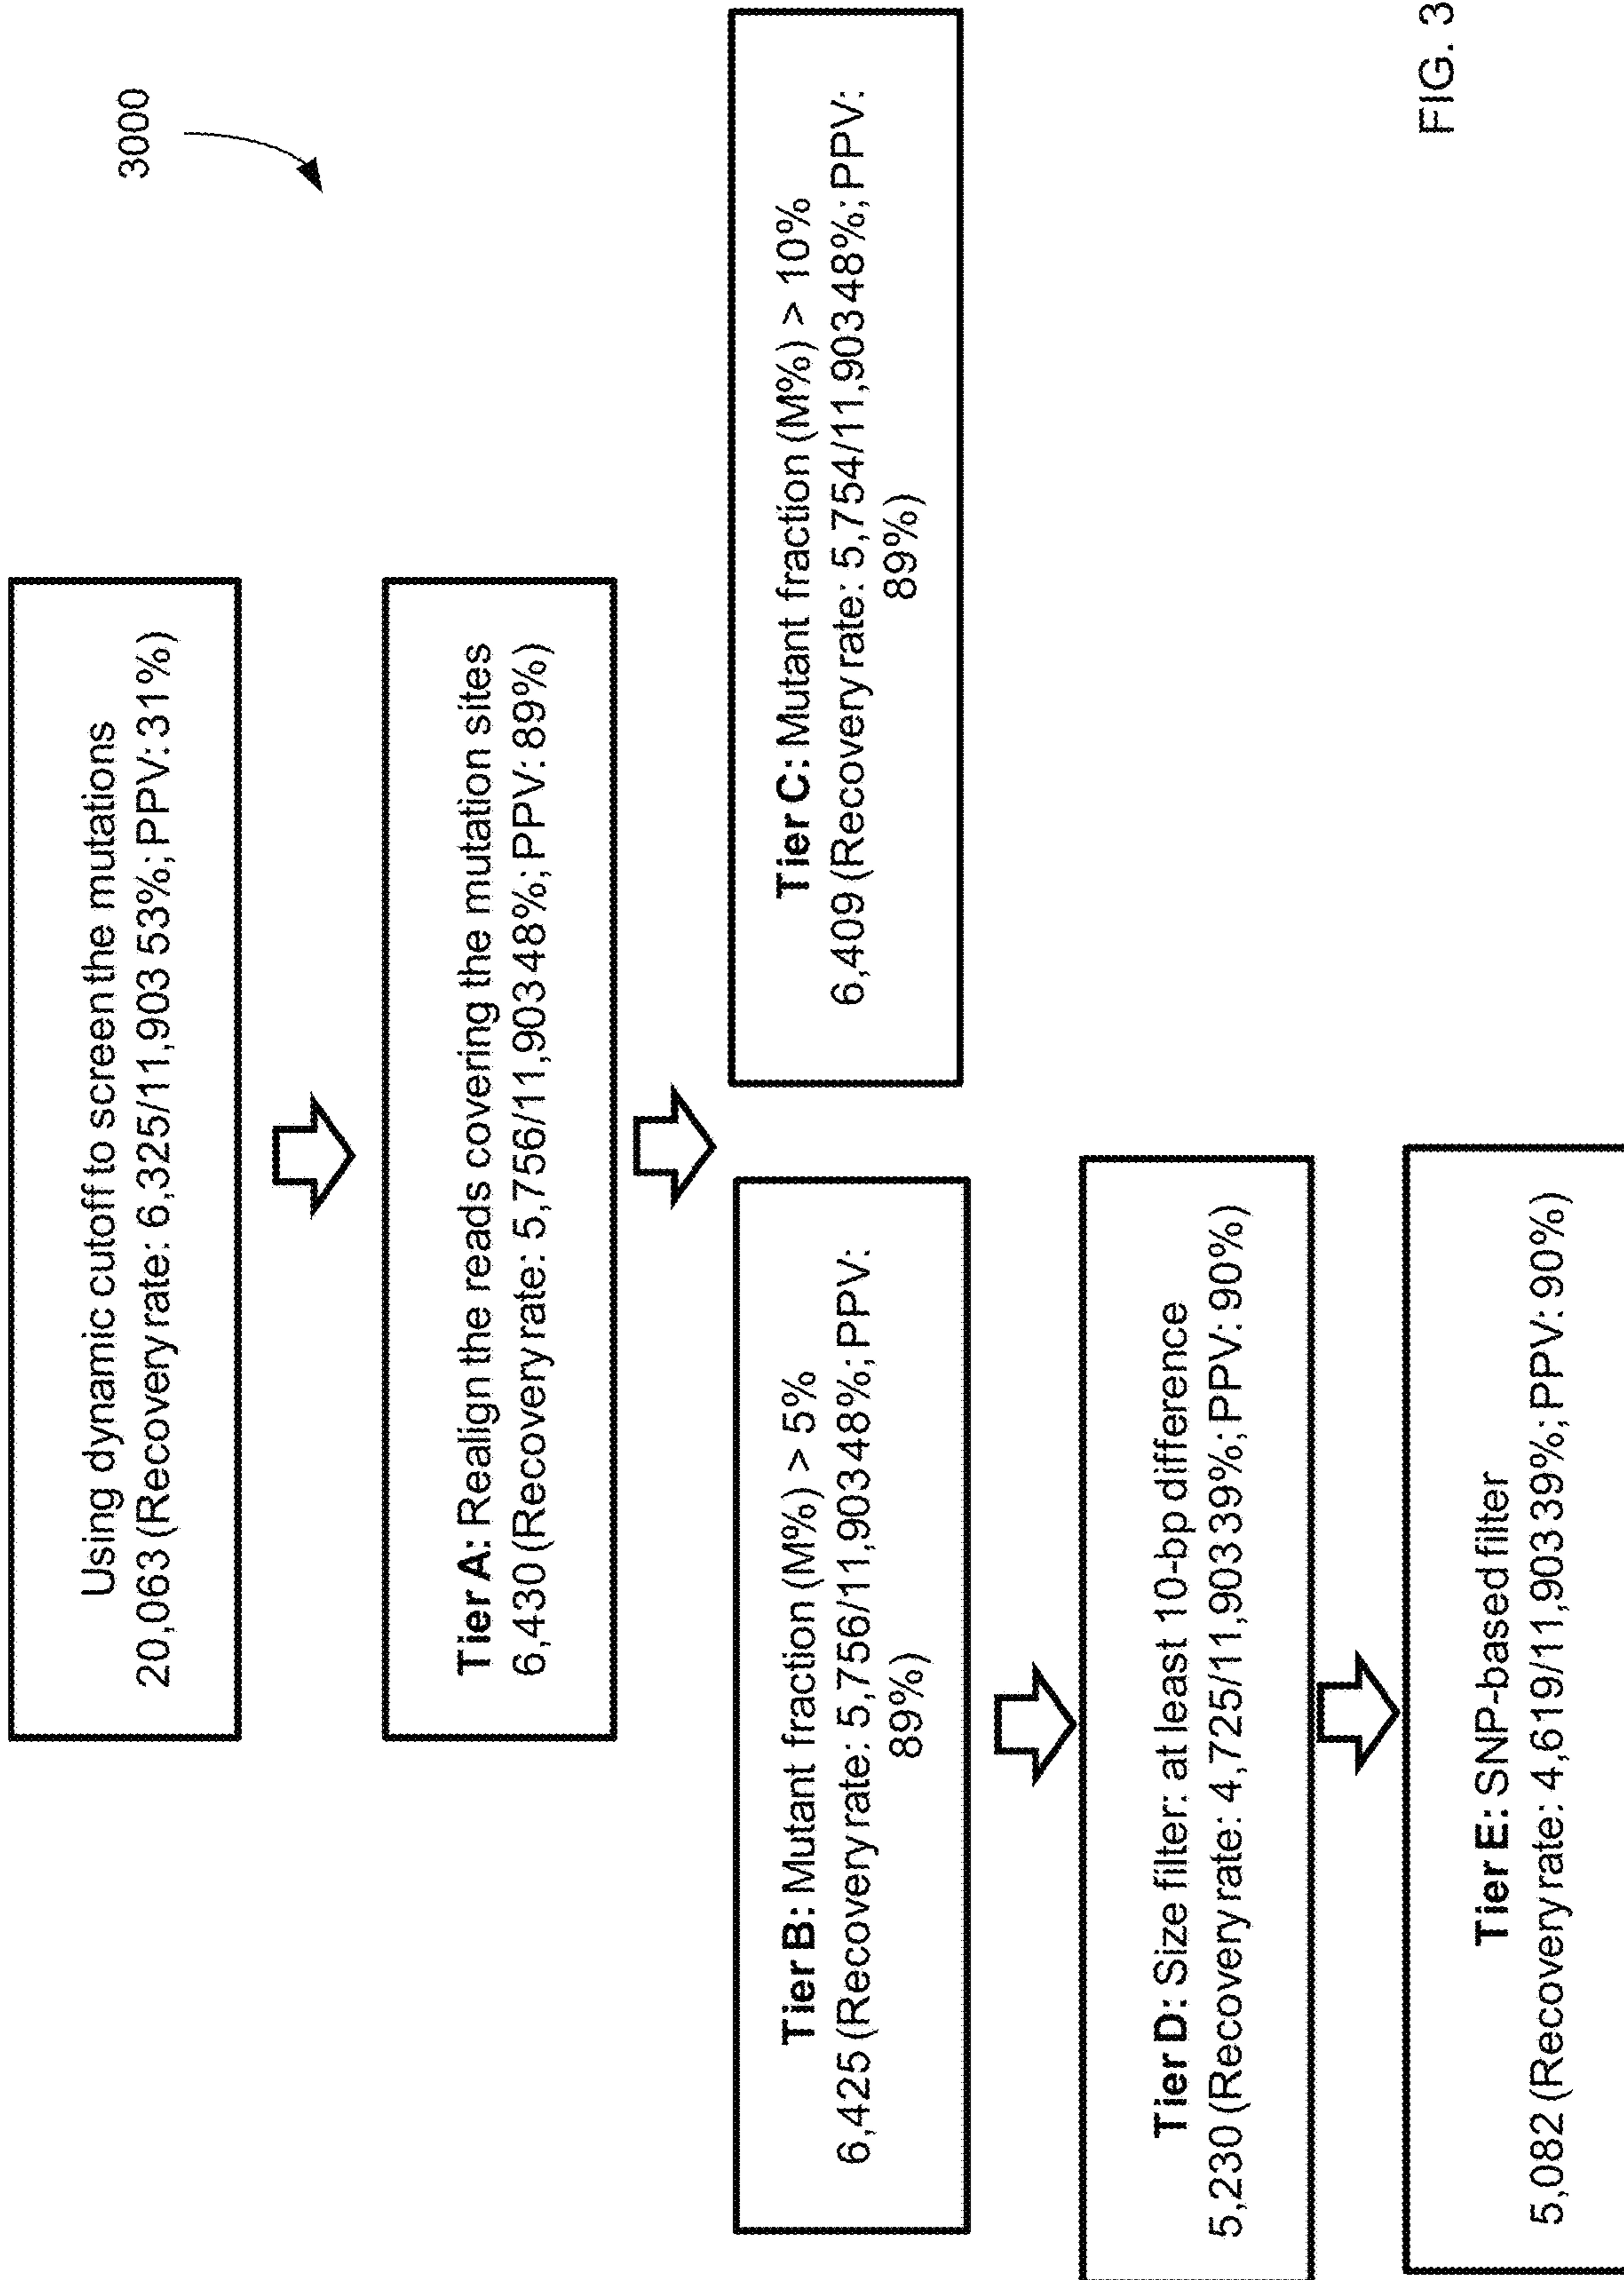 3000
Using dynamic cutoff to screen the mutations
20,063 (Recovery rate: 6,325/11,903 53%; PPV: 31%)
Tier A: Realign the reads covering the mutation sites
6,430 (Recovery rate: 5,756/11,903 48%; PPV: 89%)
Tier B: Mutant fraction (M%) > 5%
6,425 (Recovery rate: 5,756/11,903 48%; PPV:
89%)
Tier C: Mutant fraction (M%) > 10%
6,409 (Recovery rate: 5,754/11,903 48%; PPV:
89%)
Tier D: Size filter: at least 10-bp difference
5,230 (Recovery rate: 4,725/11,903 39%; PPV: 90%)
Tier E: SNP-based filter
5,082 (Recovery rate: 4,619/11,903 39%; PPV: 90%)
FIG. 3